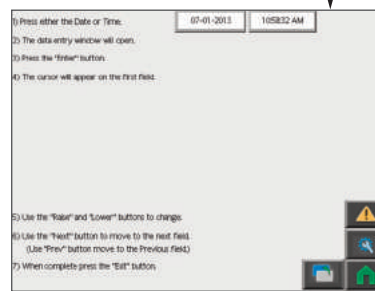 1) Press either the Date or Time.
07-01-2013
10:58:32 AM
2) The data entry window will open.
3) Press the "Enter" button.
4) The cursor will appear on the first field.
5) Use the "Raise" and "Lower" buttons to change.
6) Use the "Next" button to move to the next field.
(Use "Prev" button move to the Previous field.)
7) When complete press the "Exit" button.